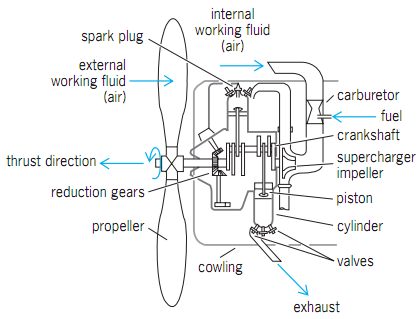 internal
working fluid
(air)
spark plug
external
working fluid
(air)
carburetor
fuel
crankshaft
thrust direction
supercharger
impeller
reduction gears
piston
propeller
cylinder
valves
cowling
exhaust